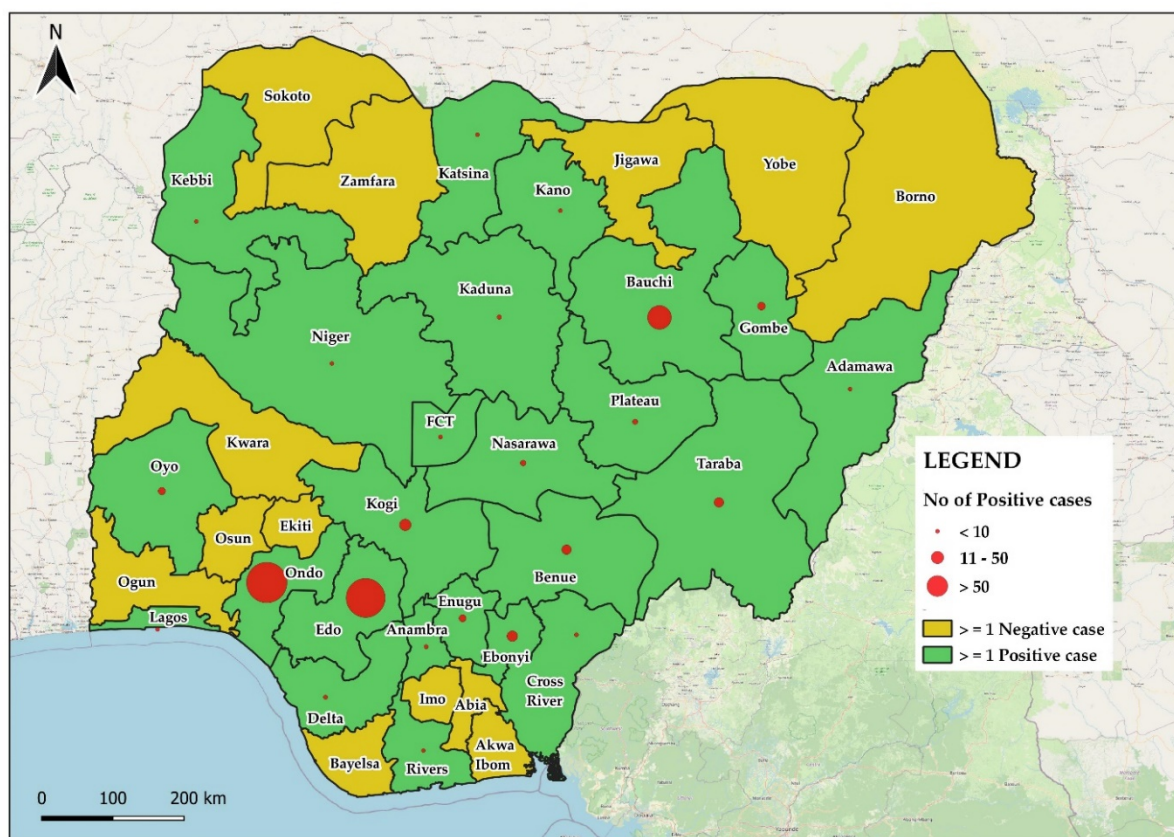 N
Sokoto
Kebbi
Zamfara
Katsina
Kano
Jigawa
Yobe
Borno
Kaduna
Bauchi
Gombe
Niger
Adamawa
FCT
Plateau
Nasarawa
Kwara
Oyo
Taraba
Kogi
Osun
Ekiti
Ogun
Ondo
Benue
Lagos
Edo
Enugu
Anambra
Ebonyi
Cross
River
Imo
Abia
Delta
Akwa
Ibom
Bayelsa
Rivers
LEGEND
No of Positive cases
< 10
11 - 50
> 50
> = 1 Negative case
> = 1 Positive case
0 100 200 km